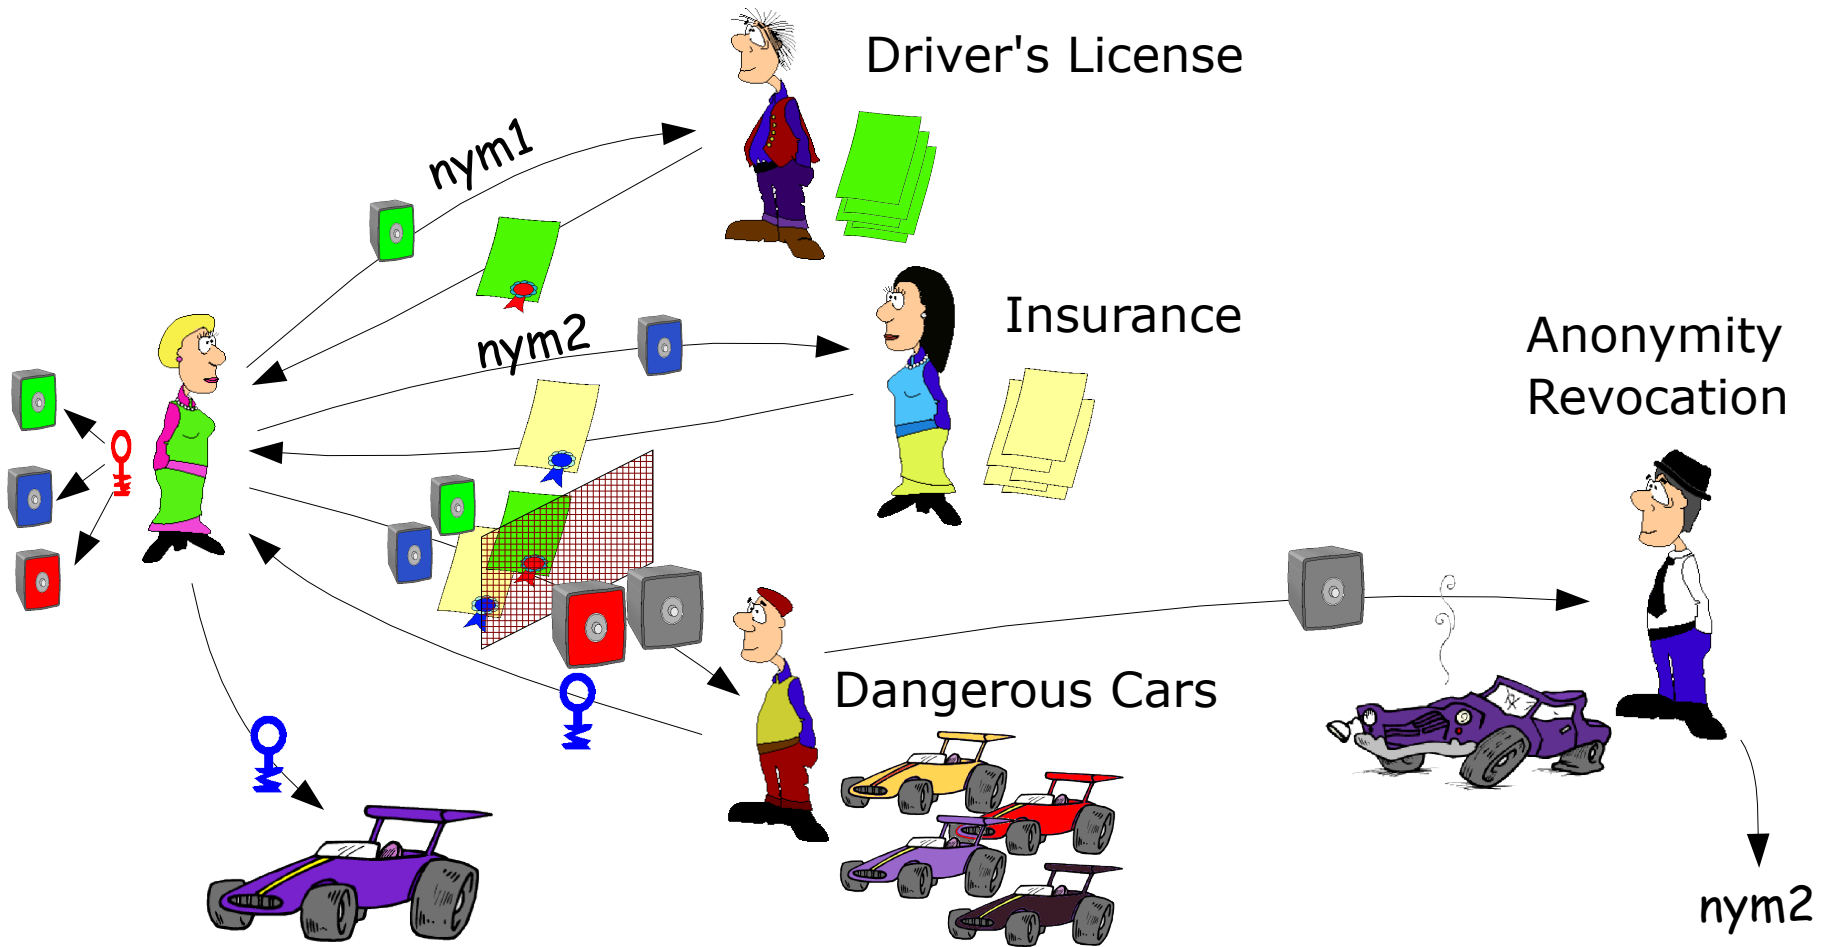 Driver's License
nym1
Insurance
nym2
Anonymity
Revocation
Dangerous Cars
nym2